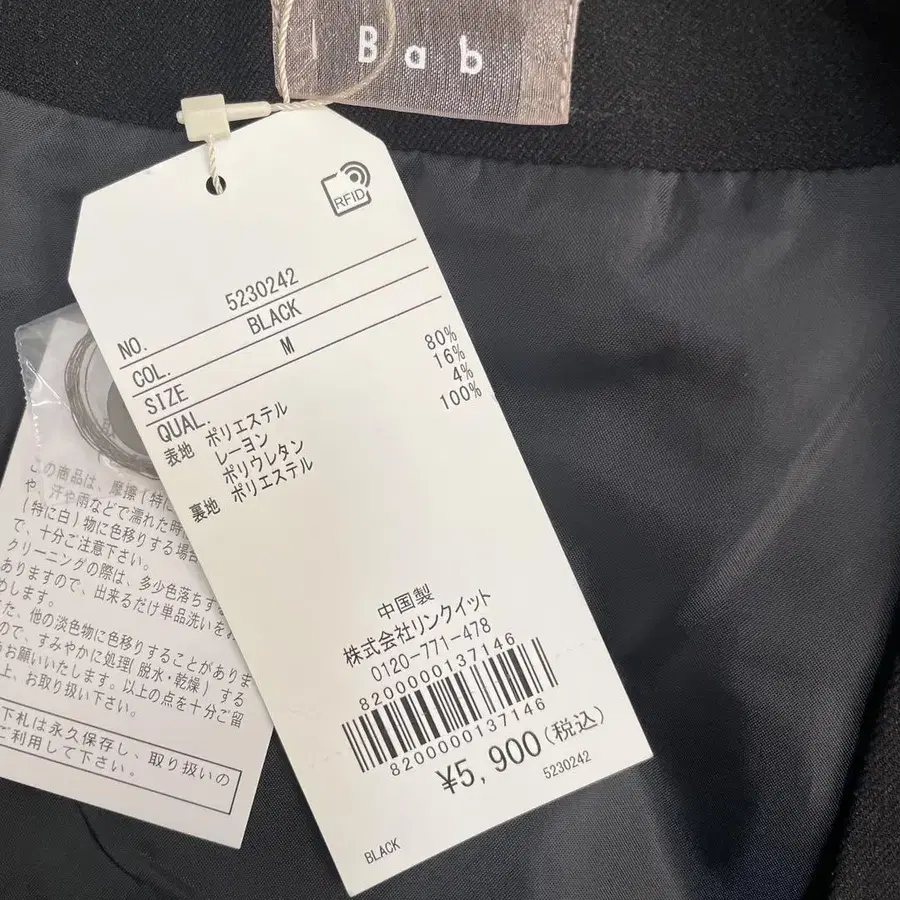 Bab
RFID
NO. 5230242
COL. BLACK
SIZE M
QUAL.
表地 ポリエステル 80%
レーヨン 16%
ポリウレタン 4%
裏地 ポリエステル 100%
中国製
株式会社リンクイット
0120-771-478
8200000137146
8200000137146
¥5,900(税込)
5230242
BLACK
この商品は、摩擦(特に
や、汗や雨などで濡れた時
(特に白)物に色移りする場合
で、十分ご注意下さい。
クリーニングの際は、多少色落ちす
ありますので、出来るだけ単品洗いを
めします。
た、他の淡色物に色移りすることがありま
ので、すみやかに処理(脱水・乾燥)する
お願いいたします。以上の点を十分ご留
上、お取り扱い下さい。
下札は永久保存し、取り扱いの
ご利用して下さい。